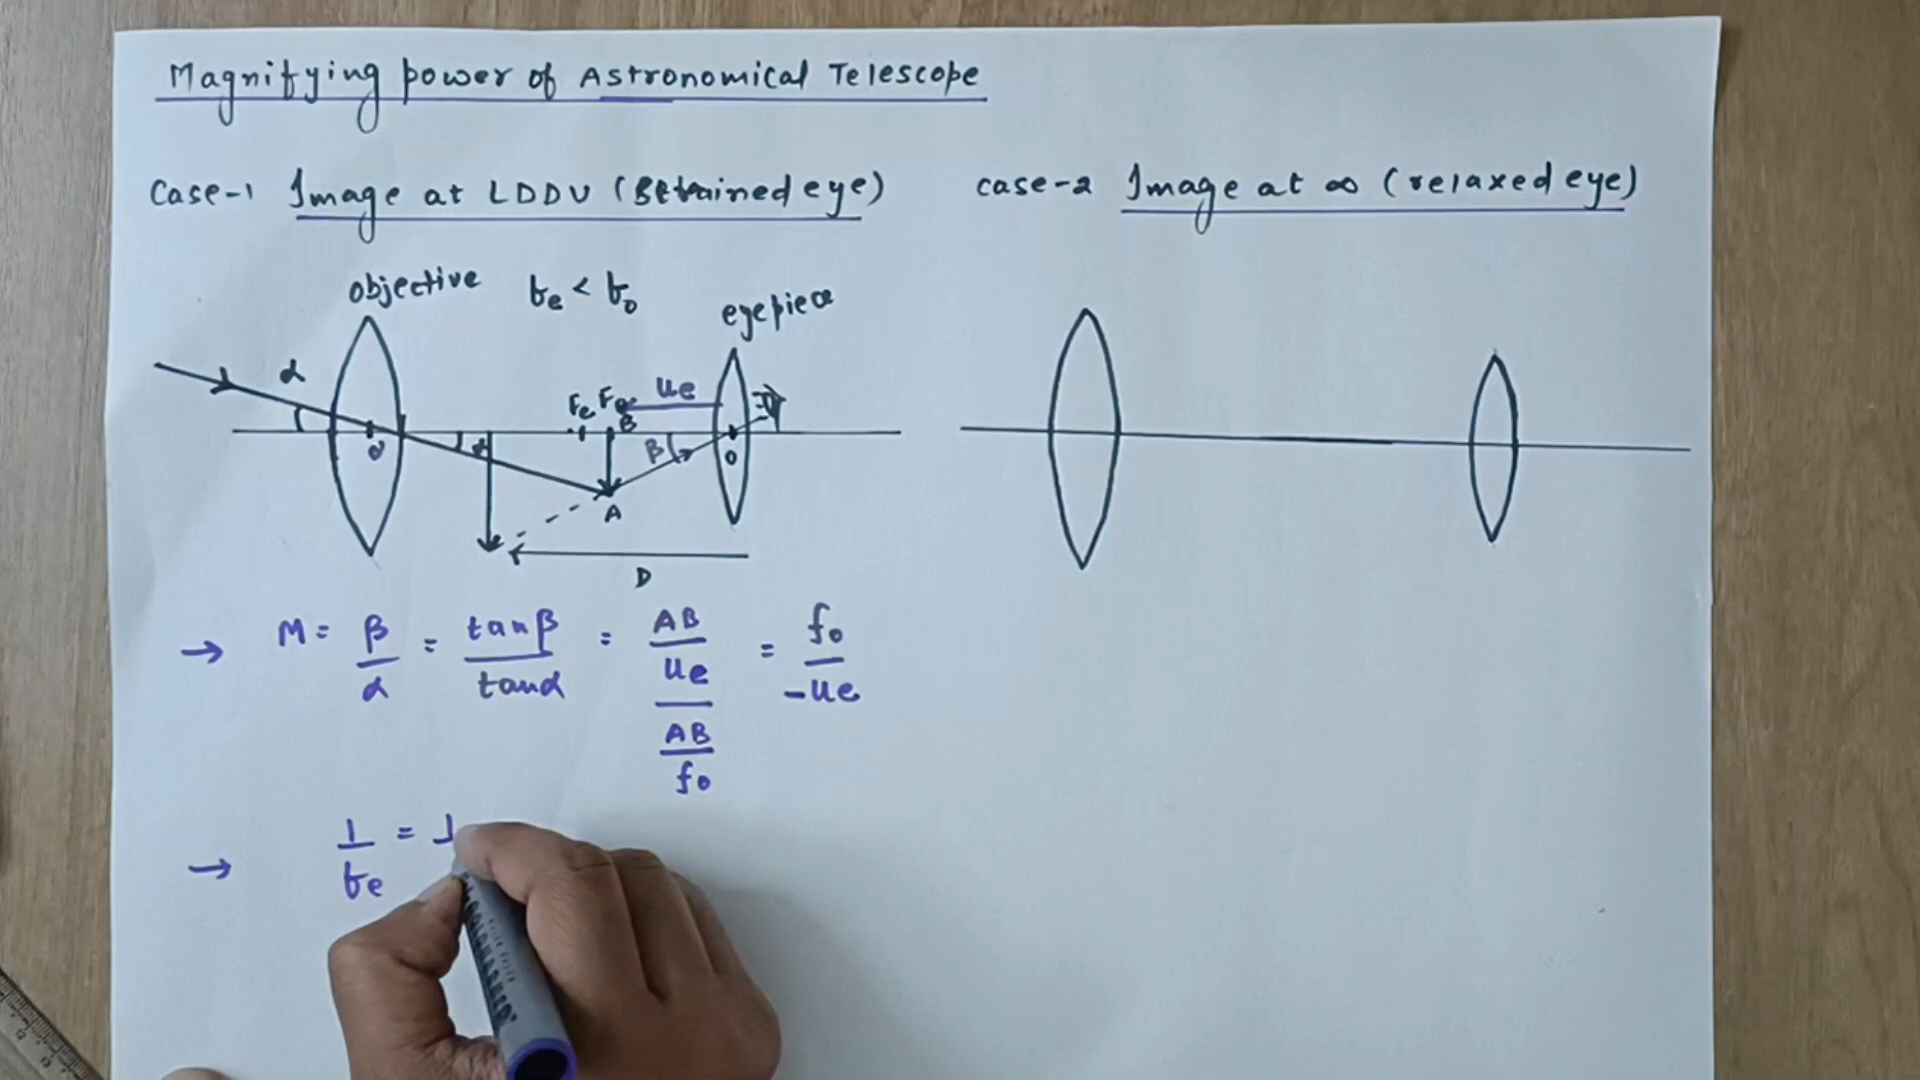 Magnifying power of Astronomical Telescope
Case-1 Image at LDDV (Strained eye)
case-2 Image at ∞ (relaxed eye)
objective
fe < fo
eyepiece
α
Fe Fo
ue
B
β
α
O
A
D
→ M = β/α = tanβ/tanα = (AB/ue)/(AB/fo) = fo/-ue
→ 1/fe = 1